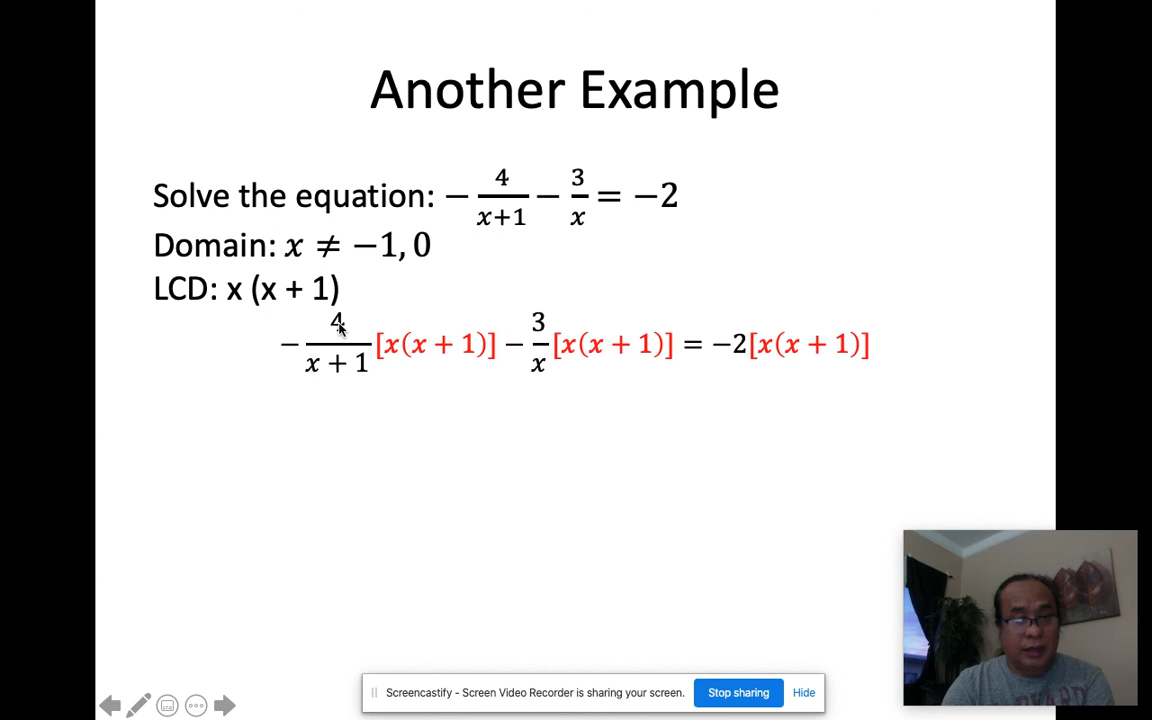 Another Example
Solve the equation: − 4/(x+1) − 3/x = −2
Domain: x ≠ −1, 0
LCD: x (x + 1)
− 4/(x + 1) [x(x + 1)] − 3/x [x(x + 1)] = −2[x(x + 1)]
Screencastify - Screen Video Recorder is sharing your screen. Stop sharing Hide